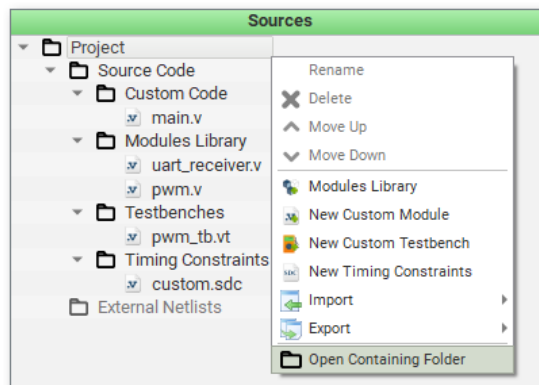 Sources
Project
Source Code
Custom Code
main.v
Modules Library
uart_receiver.v
pwm.v
Testbenches
pwm_tb.vt
Timing Constraints
custom.sdc
External Netlists
Rename
Delete
Move Up
Move Down
Modules Library
New Custom Module
New Custom Testbench
New Timing Constraints
Import
Export
Open Containing Folder